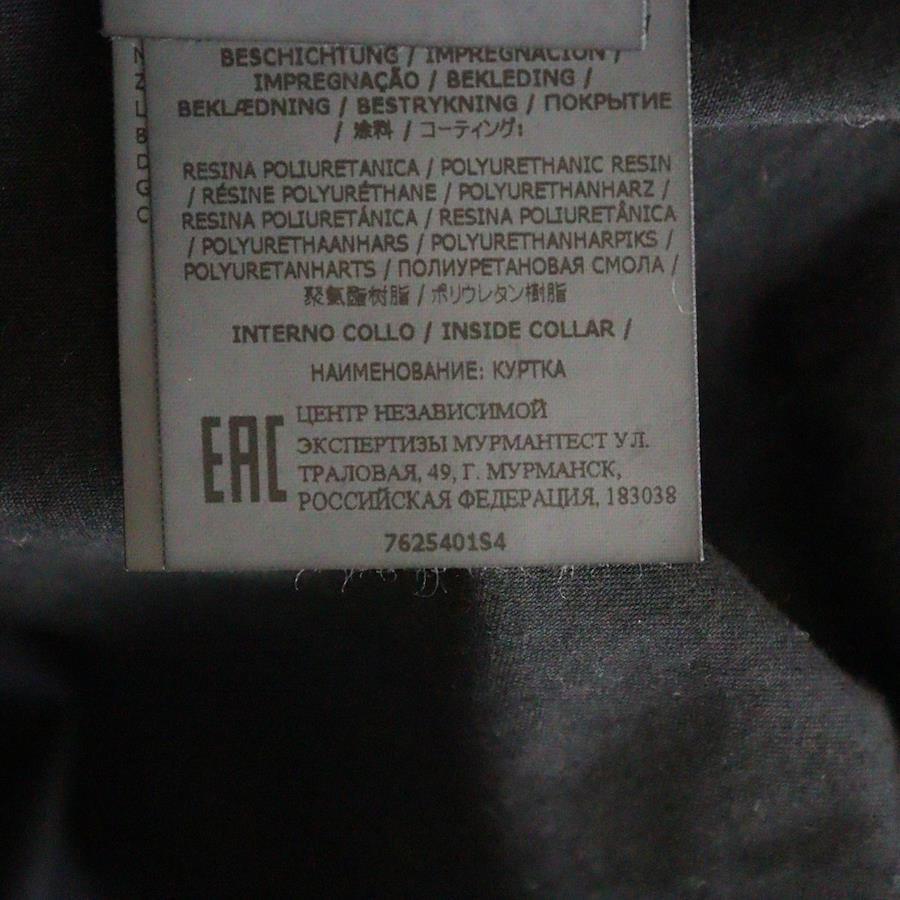 BESCHICHTUNG / IMPREGNACIÓN /
IMPREGNAÇÃO / BEKLEDING /
BEKLÆDNING / BESTRYKNING / ПОКРЫТИЕ
/ 涂料 / コーティング:
RESINA POLIURETANICA / POLYURETHANIC RESIN
/ RÉSINE POLYURÉTHANE / POLYURETHANHARZ /
RESINA POLIURETÁNICA / RESINA POLIURETÂNICA
/ POLYURETHAANHARS / POLYURETHANHARPIKS /
POLYURETANHARTS / ПОЛИУРЕТАНОВАЯ СМОЛА /
聚氨酯树脂 / ポリウレタン樹脂
INTERNO COLLO / INSIDE COLLAR /
НАИМЕНОВАНИЕ: КУРТКА
EAC
ЦЕНТР НЕЗАВИСИМОЙ
ЭКСПЕРТИЗЫ МУРМАНТЕСТ УЛ.
ТРАЛОВАЯ, 49, Г. МУРМАНСК,
РОССИЙСКАЯ ФЕДЕРАЦИЯ, 183038
7625401S4
N
Z
L
B
D
G
C